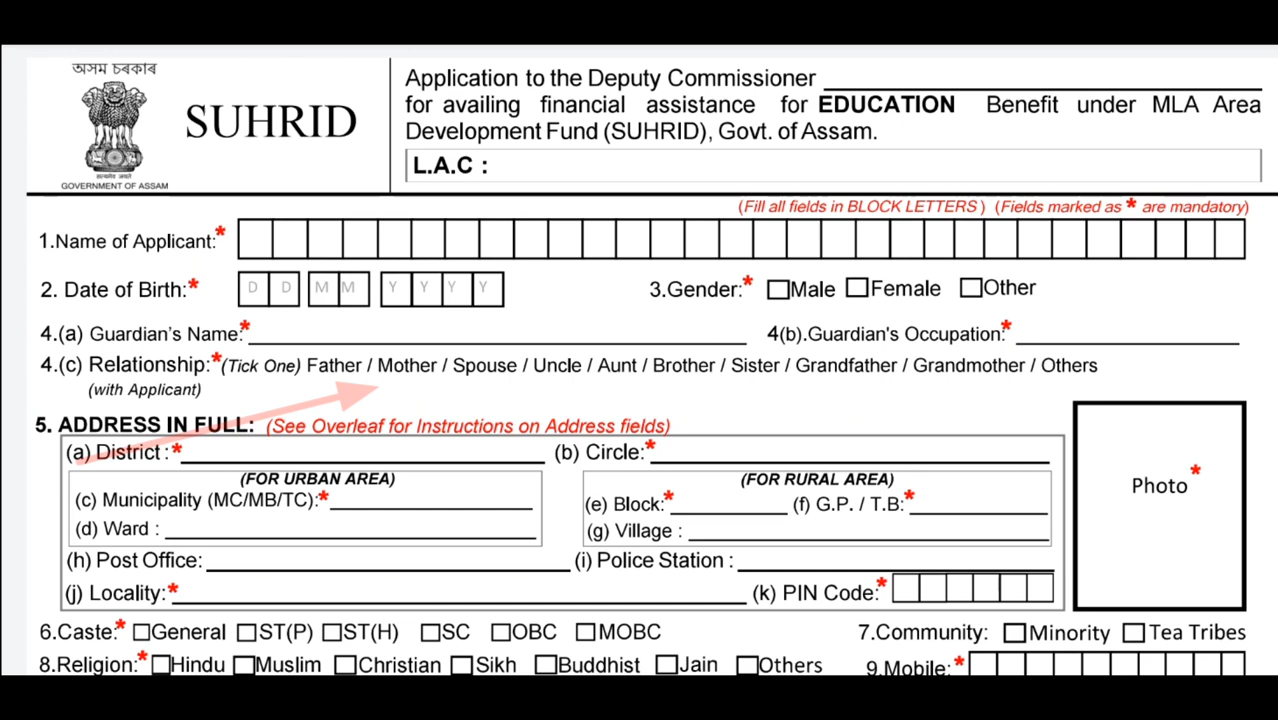 অসম চৰকাৰ
सत्यमेव जयते
GOVERNMENT OF ASSAM
SUHRID
Application to the Deputy Commissioner
for availing financial assistance for EDUCATION Benefit under MLA Area
Development Fund (SUHRID), Govt. of Assam.
L.A.C :
(Fill all fields in BLOCK LETTERS ) (Fields marked as * are mandatory)
1.Name of Applicant:*
2. Date of Birth:* D D M M Y Y Y Y 3.Gender:* Male Female Other
4.(a) Guardian's Name:* 4(b).Guardian's Occupation:*
4.(c) Relationship:*(Tick One) Father / Mother / Spouse / Uncle / Aunt / Brother / Sister / Grandfather / Grandmother / Others
(with Applicant)
5. ADDRESS IN FULL: (See Overleaf for Instructions on Address fields)
(a) District :* (b) Circle:*
(FOR URBAN AREA) (FOR RURAL AREA)
(c) Municipality (MC/MB/TC):* (e) Block:* (f) G.P. / T.B:*
(d) Ward : (g) Village :
(h) Post Office: (i) Police Station :
(j) Locality:* (k) PIN Code:*
Photo*
6.Caste:* General ST(P) ST(H) SC OBC MOBC 7.Community: Minority Tea Tribes
8.Religion:* Hindu Muslim Christian Sikh Buddhist Jain Others 9.Mobile:*